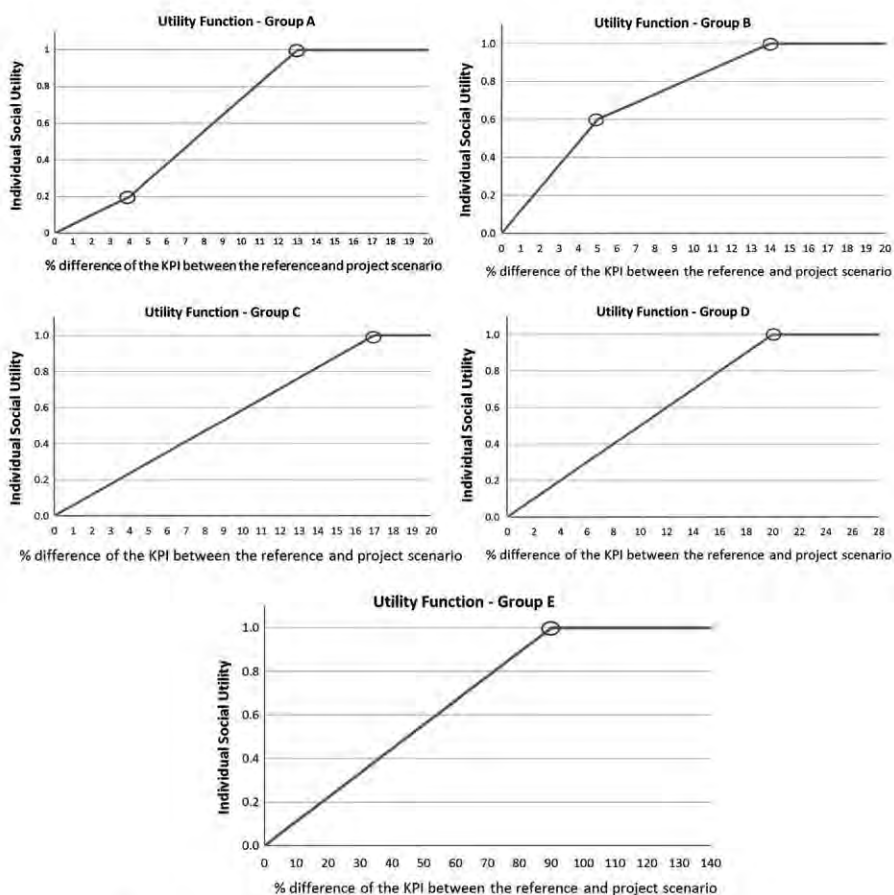 Utility Function - Group A
Individual Social Utility
1
0.8
0.6
0.4
0.2
0
0 1 2 3 4 5 6 7 8 9 10 11 12 13 14 15 16 17 18 19 20
% difference of the KPI between the reference and project scenario
Utility Function - Group B
Individual Social Utility
1.0
0.8
0.6
0.4
0.2
0.0
0 1 2 3 4 5 6 7 8 9 10 11 12 13 14 15 16 17 18 19 20
% difference of the KPI between the reference and project scenario
Utility Function - Group C
Individual Social Utility
1.0
0.8
0.6
0.4
0.2
0.0
0 1 2 3 4 5 6 7 8 9 10 11 12 13 14 15 16 17 18 19 20
% difference of the KPI between the reference and project scenario
Utility Function - Group D
Individual Social Utility
1.0
0.8
0.6
0.4
0.2
0.0
0 2 4 6 8 10 12 14 16 18 20 22 24 26 28
% difference of the KPI between the reference and project scenario
Utility Function - Group E
Individual Social Utility
1.0
0.8
0.6
0.4
0.2
0.0
0 10 20 30 40 50 60 70 80 90 100 110 120 130 140
% difference of the KPI between the reference and project scenario